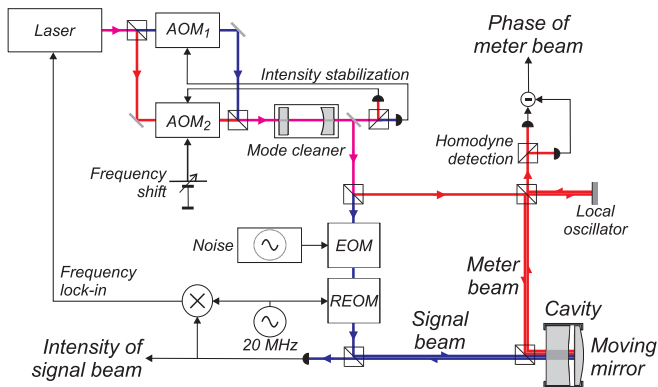 Laser
AOM1
Phase of
meter beam
Intensity stabilization
AOM2
Mode cleaner
Homodyne
detection
Frequency
shift
Local
oscillator
Noise
EOM
Meter
beam
Frequency
lock-in
REOM
Cavity
20 MHz
Signal
beam
Moving
mirror
Intensity of
signal beam